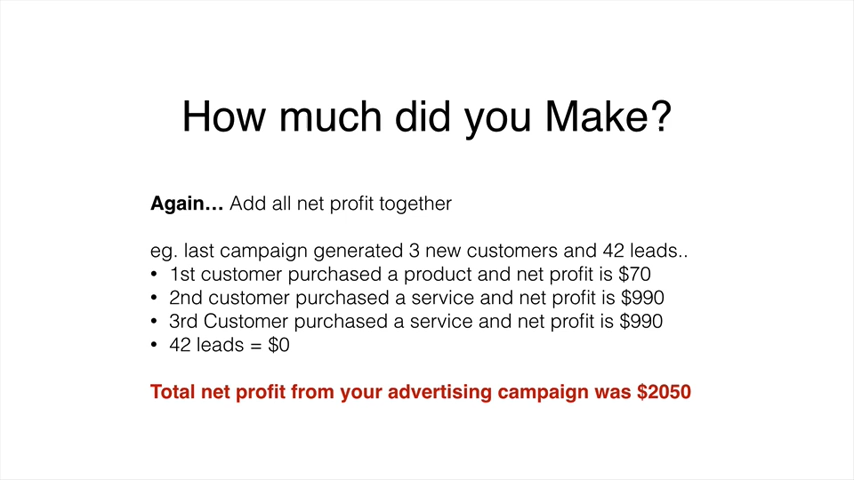 How much did you Make?
Again... Add all net profit together
eg. last campaign generated 3 new customers and 42 leads..
• 1st customer purchased a product and net profit is $70
• 2nd customer purchased a service and net profit is $990
• 3rd Customer purchased a service and net profit is $990
• 42 leads = $0
Total net profit from your advertising campaign was $2050